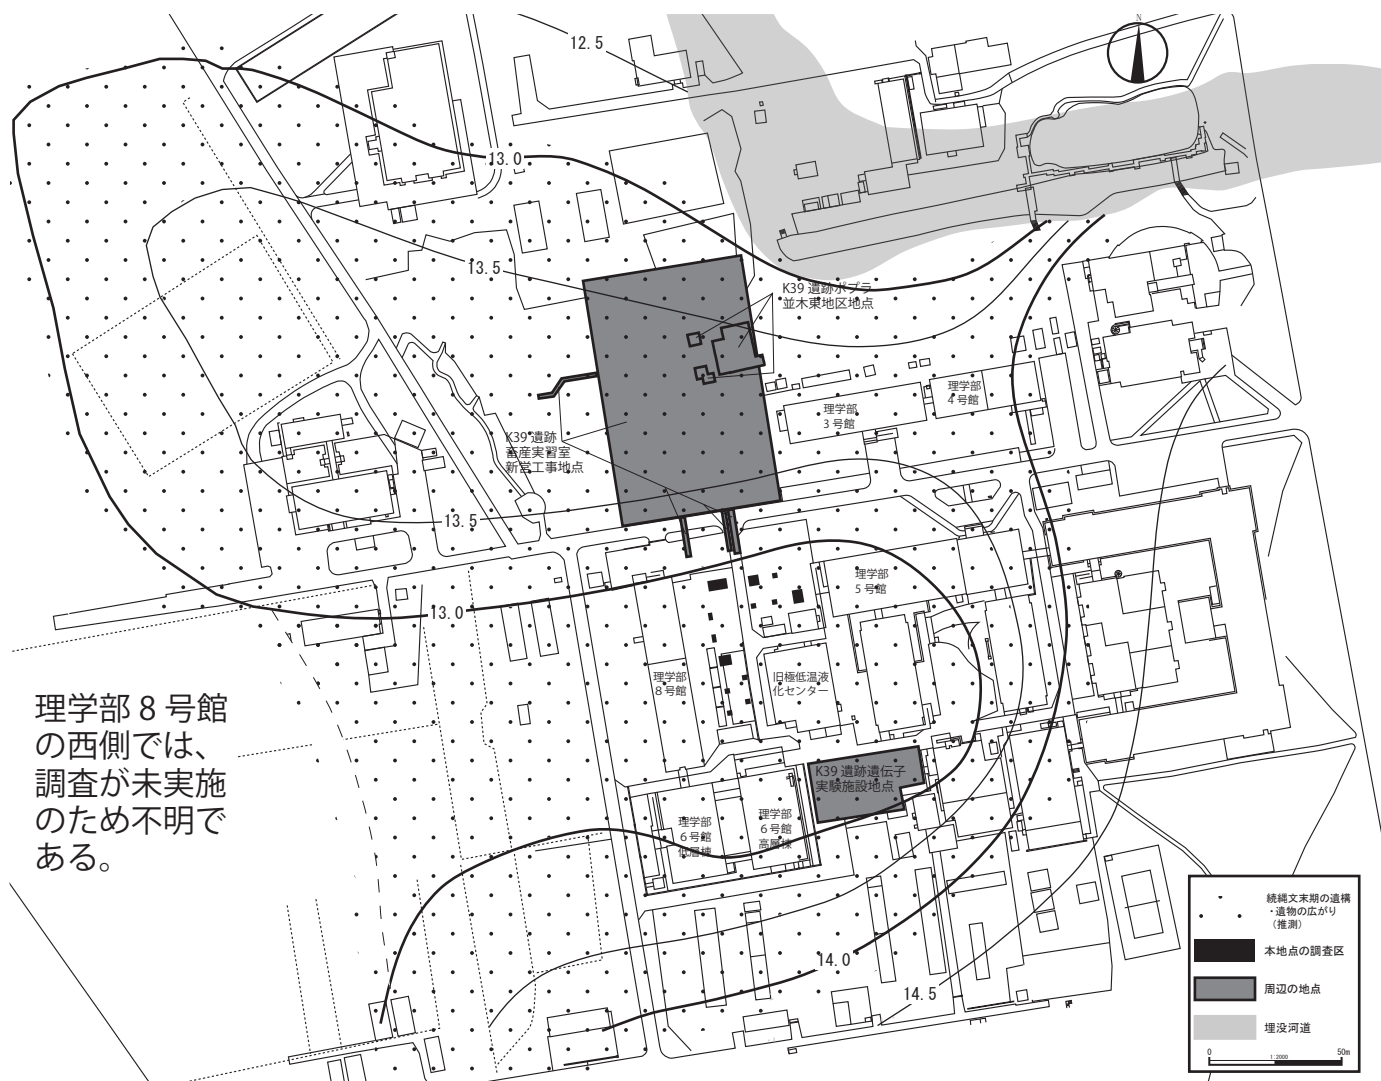 N
12.5
13.0
13.5
K39 遺跡ポプラ
並木東地区地点
理学部
4号館
理学部
3号館
K39 遺跡
畜産実習室
新営工事地点
13.5
理学部
5号館
13.0
理学部
8号館
旧極低温液
化センター
理学部 8 号館
の西側では、
調査が未実施
のため不明で
ある。
K39 遺跡遺伝子
実験施設地点
理学部
6号館
低層棟
理学部
6号館
高層棟
14.0
14.5
続縄文末期の遺構
・遺物の広がり
(推測)
本地点の調査区
周辺の地点
埋没河道
0
1:2000
50m